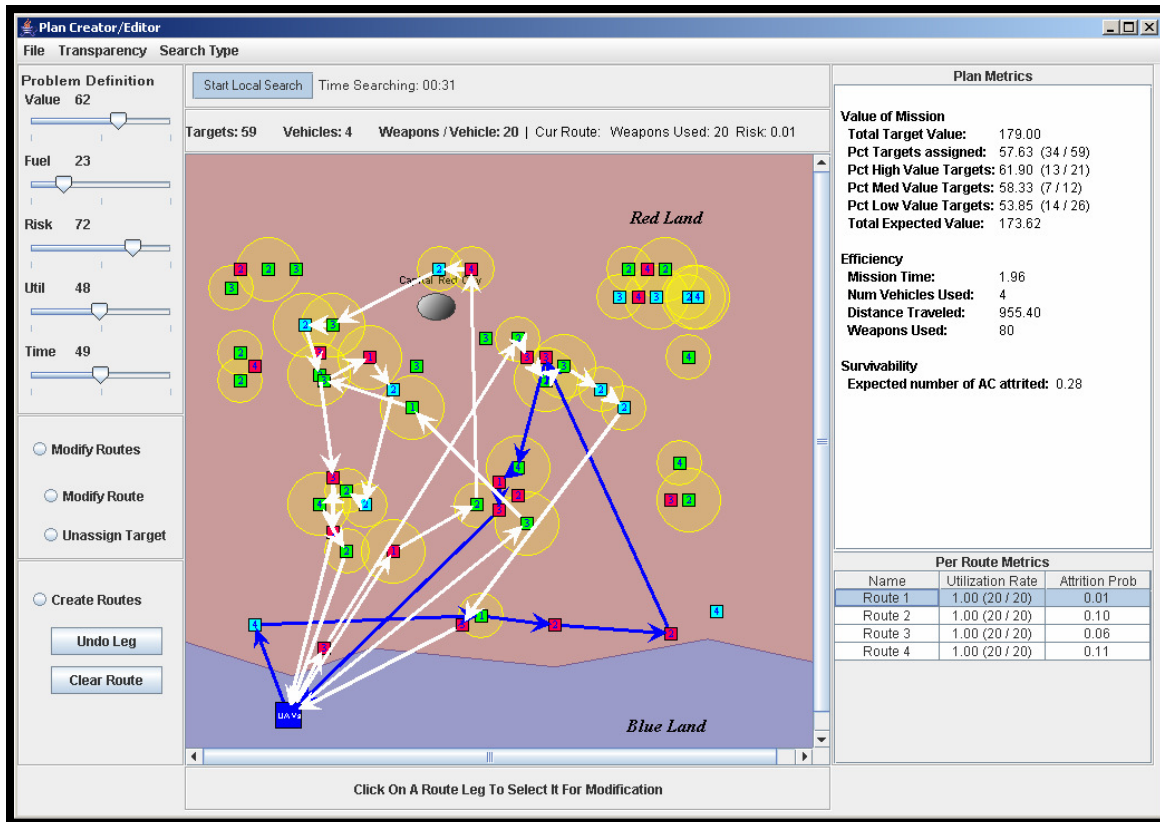 Plan Creator/Editor
File Transparency Search Type
Problem Definition
Value 62
Fuel 23
Risk 72
Util 48
Time 49
Modify Routes
Modify Route
Unassign Target
Create Routes
Undo Leg
Clear Route
Start Local Search Time Searching: 00:31
Targets: 59 Vehicles: 4 Weapons / Vehicle: 20 | Cur Route: Weapons Used: 20 Risk: 0.01
Red Land
UAVs
Blue Land
Click On A Route Leg To Select It For Modification
Plan Metrics
Value of Mission
Total Target Value: 179.00
Pct Targets assigned: 57.63 (34 / 59)
Pct High Value Targets: 61.90 (13 / 21)
Pct Med Value Targets: 58.33 (7 / 12)
Pct Low Value Targets: 53.85 (14 / 26)
Total Expected Value: 173.62
Efficiency
Mission Time: 1.96
Num Vehicles Used: 4
Distance Traveled: 955.40
Weapons Used: 80
Survivability
Expected number of AC attrited: 0.28
Per Route Metrics
Name Utilization Rate Attrition Prob
Route 1 1.00 (20 / 20) 0.01
Route 2 1.00 (20 / 20) 0.10
Route 3 1.00 (20 / 20) 0.06
Route 4 1.00 (20 / 20) 0.11